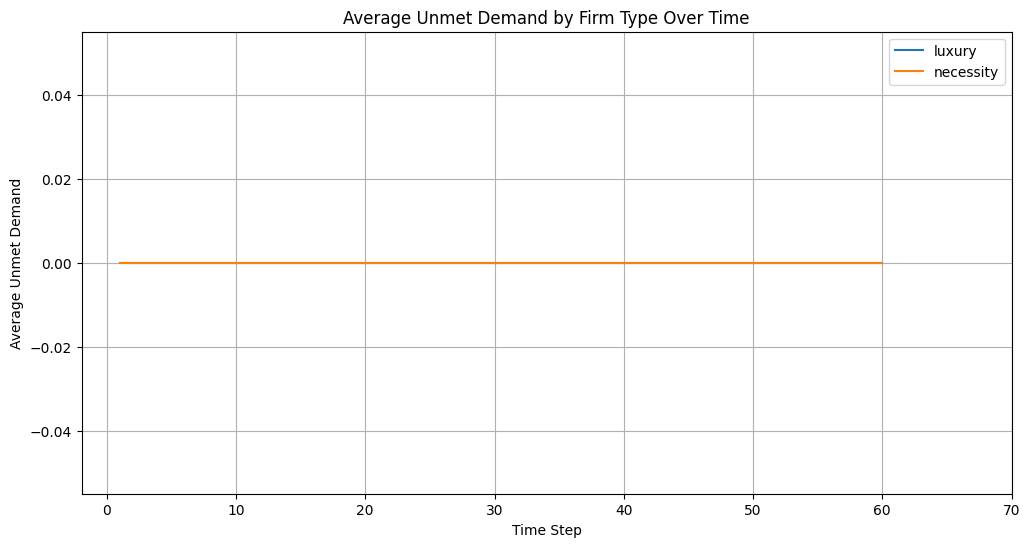 Average Unmet Demand by Firm Type Over Time
luxury
necessity
Average Unmet Demand
0.04
0.02
0.00
−0.02
−0.04
0 10 20 30 40 50 60 70
Time Step